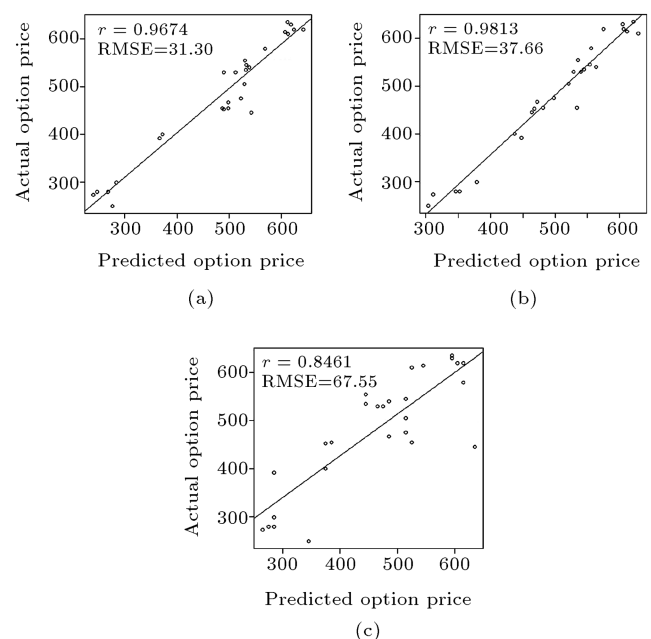 r = 0.9674
RMSE=31.30
600
500
400
300
Actual option price
300 400 500 600
Predicted option price
(a)
r = 0.9813
RMSE=37.66
600
500
400
300
Actual option price
300 400 500 600
Predicted option price
(b)
r = 0.8461
RMSE=67.55
600
500
400
300
Actual option price
300 400 500 600
Predicted option price
(c)